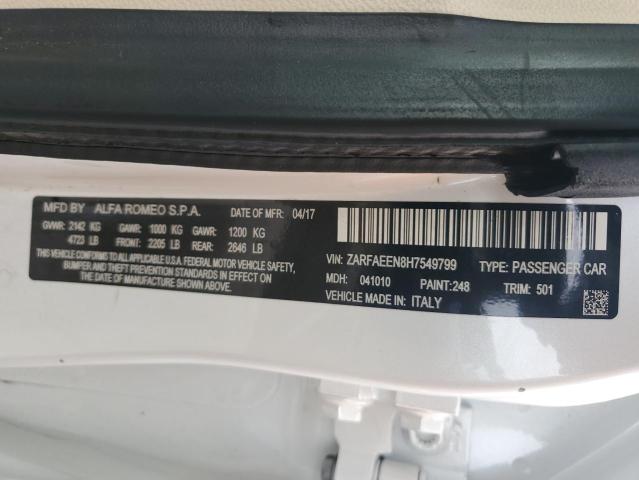 MFD BY ALFA ROMEO S.P.A. DATE OF MFR: 04/17
GVWR: 2142 KG GAWR: 1000 KG GAWR: 1200 KG
4723 LB FRONT: 2205 LB REAR: 2646 LB
THIS VEHICLE CONFORMS TO ALL APPLICABLE U.S.A. FEDERAL MOTOR VEHICLE SAFETY,
BUMPER, AND THEFT PREVENTION STANDARDS IN EFFECT ON THE DATE OF
MANUFACTURE SHOWN ABOVE.
VIN: ZARFAEEN8H7549799 TYPE: PASSENGER CAR
MDH: 041010 PAINT: 248 TRIM: 501
VEHICLE MADE IN: ITALY